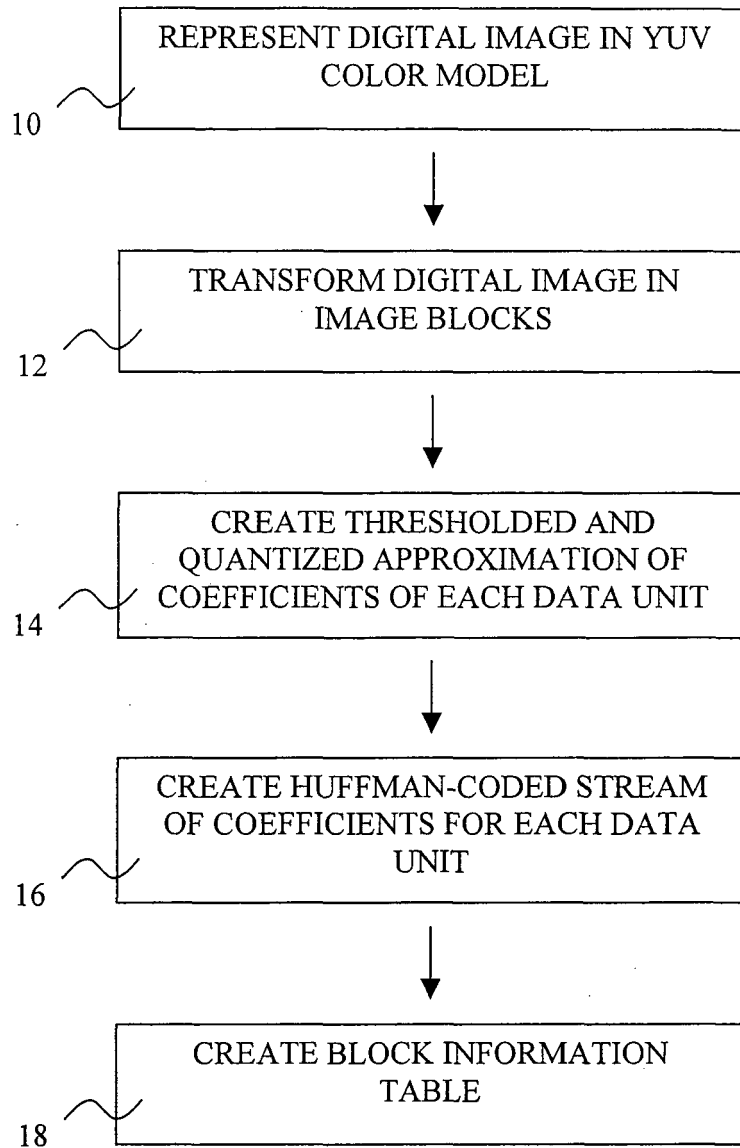 REPRESENT DIGITAL IMAGE IN YUV
COLOR MODEL
10
TRANSFORM DIGITAL IMAGE IN
IMAGE BLOCKS
12
CREATE THRESHOLDED AND
QUANTIZED APPROXIMATION OF
COEFFICIENTS OF EACH DATA UNIT
14
CREATE HUFFMAN-CODED STREAM
OF COEFFICIENTS FOR EACH DATA
UNIT
16
CREATE BLOCK INFORMATION
TABLE
18